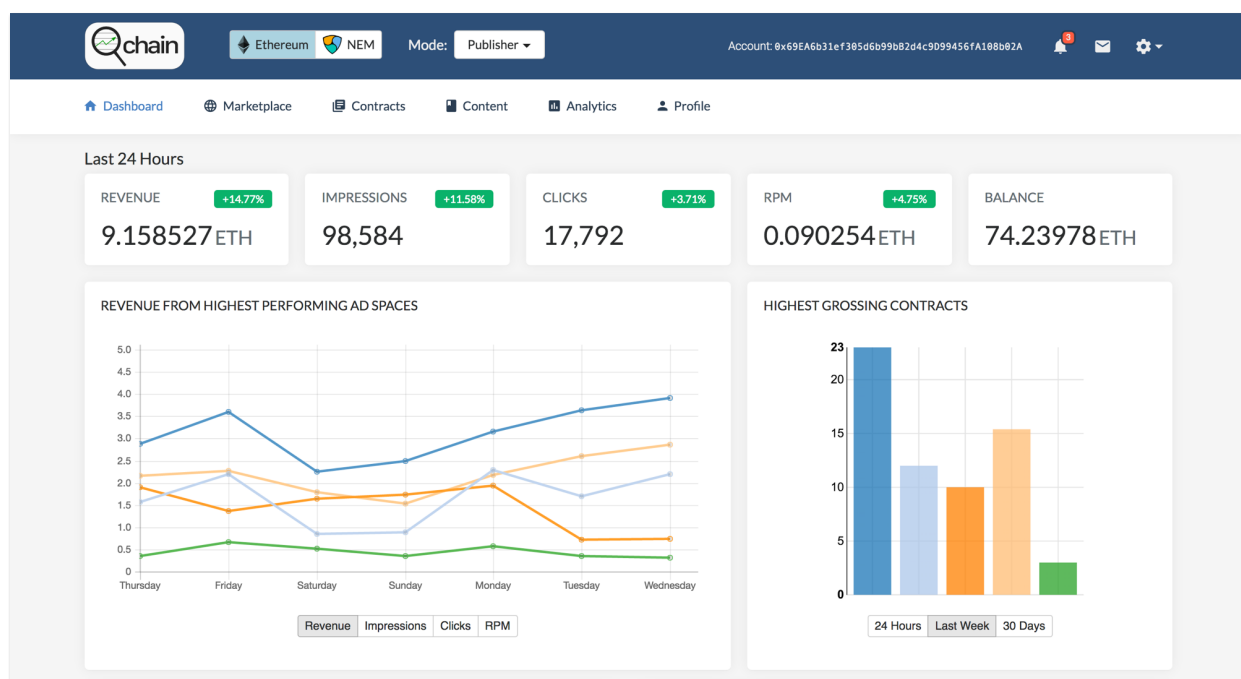 Qchain
Ethereum NEM Mode: Publisher Account: 0x69EA6b31ef305d6b99bB2d4c9D99456fA108b02A 3
Dashboard Marketplace Contracts Content Analytics Profile
Last 24 Hours
REVENUE +14.77% IMPRESSIONS +11.58% CLICKS +3.71% RPM +4.75% BALANCE
9.158527 ETH 98,584 17,792 0.090254 ETH 74.23978 ETH
REVENUE FROM HIGHEST PERFORMING AD SPACES
5.0
4.5
4.0
3.5
3.0
2.5
2.0
1.5
1.0
0.5
0
Thursday Friday Saturday Sunday Monday Tuesday Wednesday
Revenue Impressions Clicks RPM
HIGHEST GROSSING CONTRACTS
23
20
15
10
5
0
24 Hours Last Week 30 Days